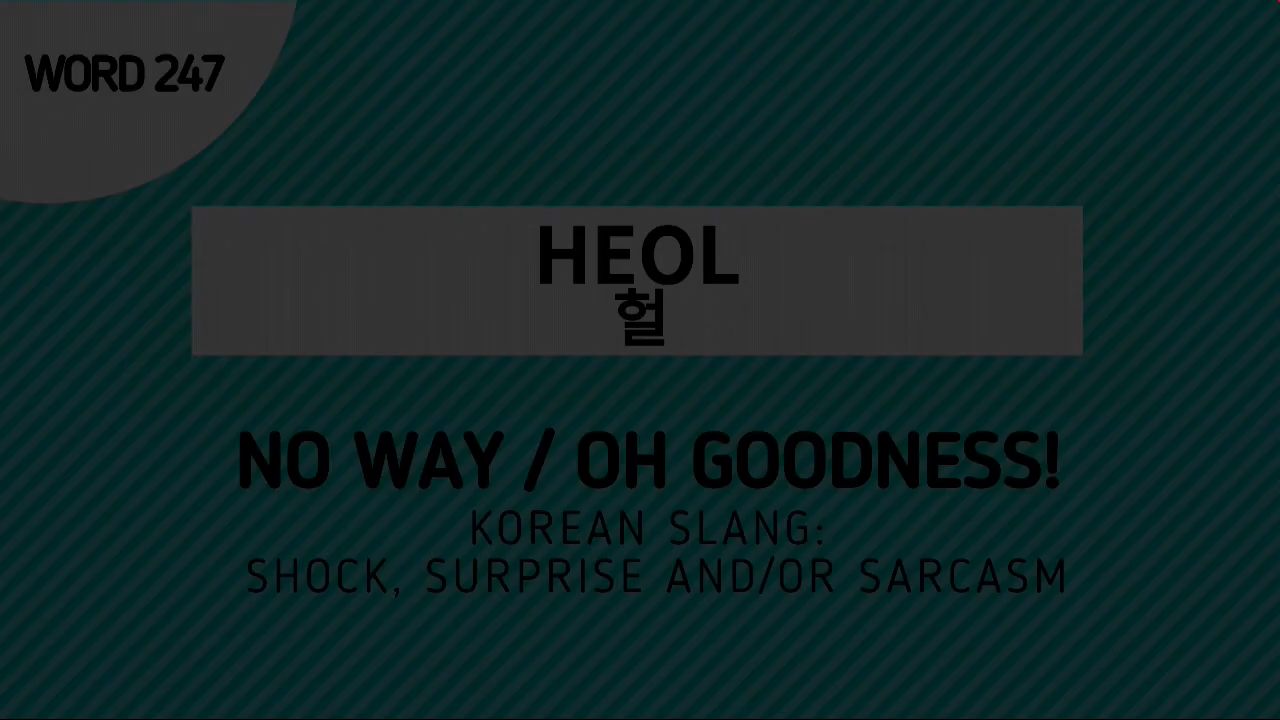 WORD 247
HEOL
헐
NO WAY / OH GOODNESS!
KOREAN SLANG:
SHOCK, SURPRISE AND/OR SARCASM